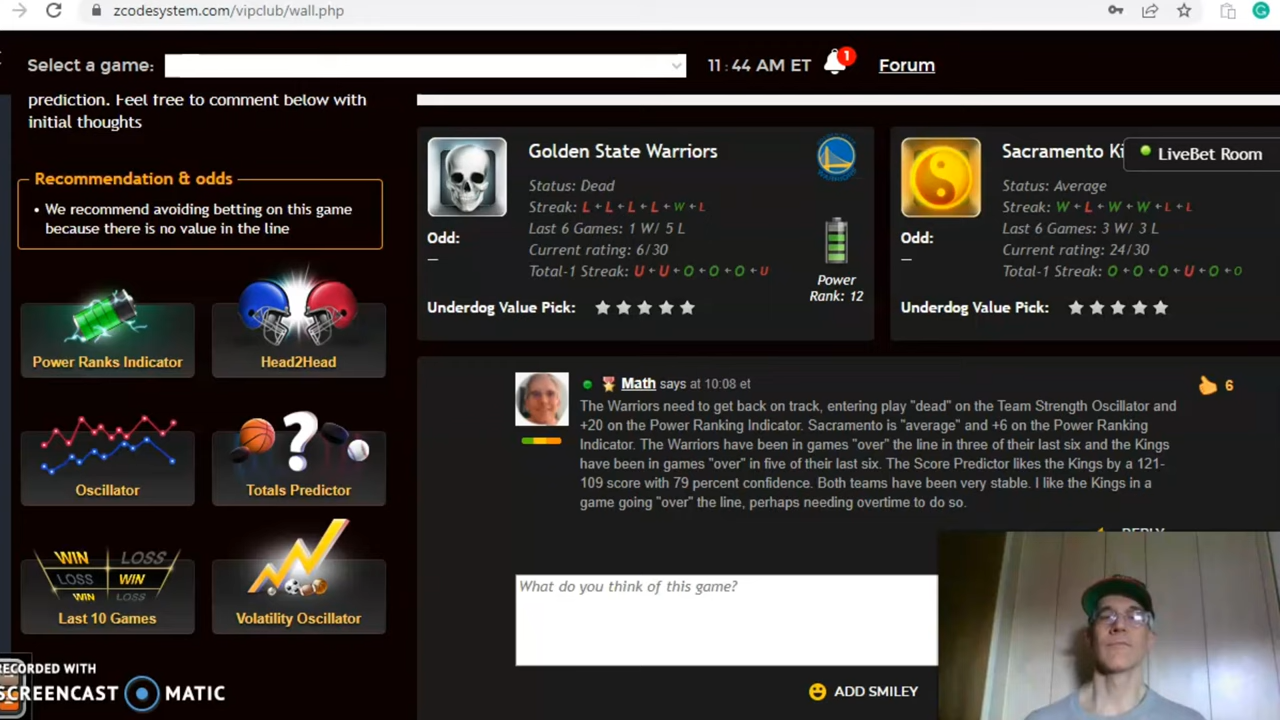 zcodesystem.com/vipclub/wall.php
Select a game:
11:44 AM ET
1
Forum
prediction. Feel free to comment below with
initial thoughts
Recommendation & odds
• We recommend avoiding betting on this game
because there is no value in the line
Power Ranks Indicator
Head2Head
Oscillator
Totals Predictor
WIN LOSS
LOSS WIN
WIN LOSS
Last 10 Games
Volatility Oscillator
RECORDED WITH
SCREENCAST MATIC
Golden State Warriors
Status: Dead
Streak: L L L L W L
Last 6 Games: 1 W/ 5 L
Current rating: 6/30
Total-1 Streak: U U O O O U
Odd:
—
Underdog Value Pick:
WARRIORS
Power
Rank: 12
Sacramento Ki
LiveBet Room
Status: Average
Streak: W L W W L L
Last 6 Games: 3 W/ 3 L
Current rating: 24/30
Total-1 Streak: O O O U O O
Odd:
—
Underdog Value Pick:
Math says at 10:08 et
6
The Warriors need to get back on track, entering play "dead" on the Team Strength Oscillator and
+20 on the Power Ranking Indicator. Sacramento is "average" and +6 on the Power Ranking
Indicator. The Warriors have been in games "over" the line in three of their last six and the Kings
have been in games "over" in five of their last six. The Score Predictor likes the Kings by a 121-
109 score with 79 percent confidence. Both teams have been very stable. I like the Kings in a
game going "over" the line, perhaps needing overtime to do so.
REPLY
What do you think of this game?
ADD SMILEY